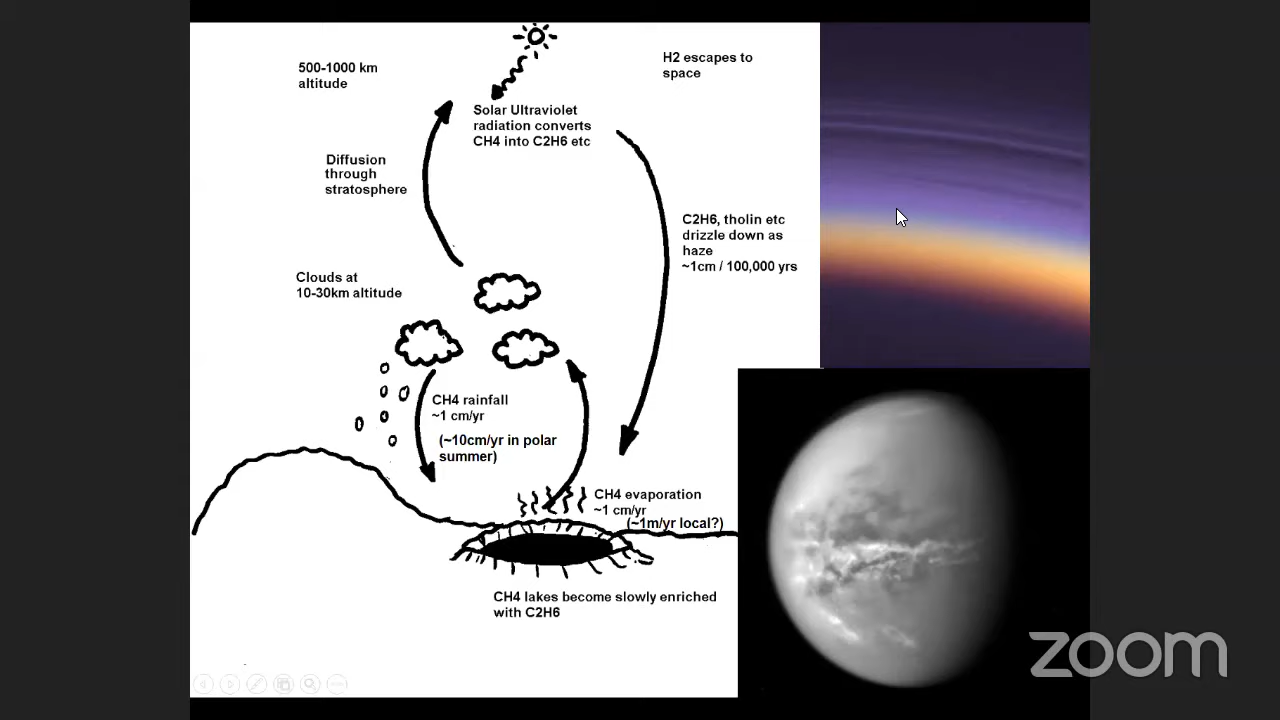 500-1000 km
altitude
H2 escapes to
space
Solar Ultraviolet
radiation converts
CH4 into C2H6 etc
Diffusion
through
stratosphere
C2H6, tholin etc
drizzle down as
haze
~1cm / 100,000 yrs
Clouds at
10-30km altitude
CH4 rainfall
~1 cm/yr
(~10cm/yr in polar
summer)
CH4 evaporation
~1 cm/yr
(~1m/yr local?)
CH4 lakes become slowly enriched
with C2H6
zoom